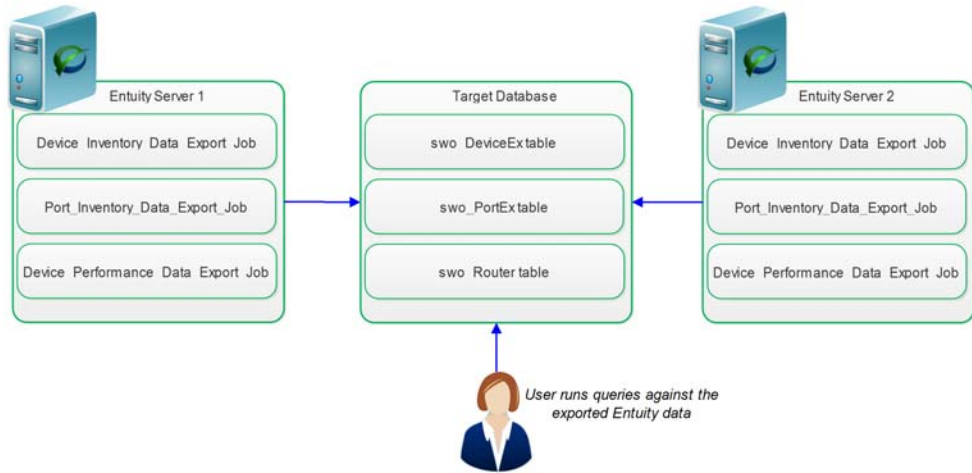 Entuity Server 1
Device Inventory Data Export Job
Port_Inventory_Data_Export_Job
Device Performance Data Export Job
Target Database
swo DeviceEx table
swo_PortEx table
swo Router table
Entuity Server 2
Device Inventory Data Export Job
Port_Inventory_Data_Export_Job
Device Performance Data Export Job
User runs queries against the
exported Entuity data